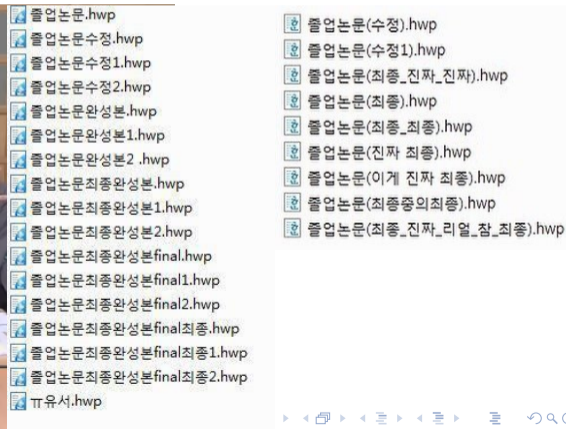 졸업논문.hwp
졸업논문수정.hwp
졸업논문수정1.hwp
졸업논문수정2.hwp
졸업논문완성본.hwp
졸업논문완성본1.hwp
졸업논문완성본2 .hwp
졸업논문최종완성본.hwp
졸업논문최종완성본1.hwp
졸업논문최종완성본2.hwp
졸업논문최종완성본final.hwp
졸업논문최종완성본final1.hwp
졸업논문최종완성본final2.hwp
졸업논문최종완성본final최종.hwp
졸업논문최종완성본final최종1.hwp
졸업논문최종완성본final최종2.hwp
ㅠ유서.hwp
졸업논문(수정).hwp
졸업논문(수정1).hwp
졸업논문(최종_진짜_진짜).hwp
졸업논문(최종).hwp
졸업논문(최종_최종).hwp
졸업논문(진짜 최종).hwp
졸업논문(이게 진짜 최종).hwp
졸업논문(최종중의최종).hwp
졸업논문(최종_진짜_리얼_참_최종).hwp